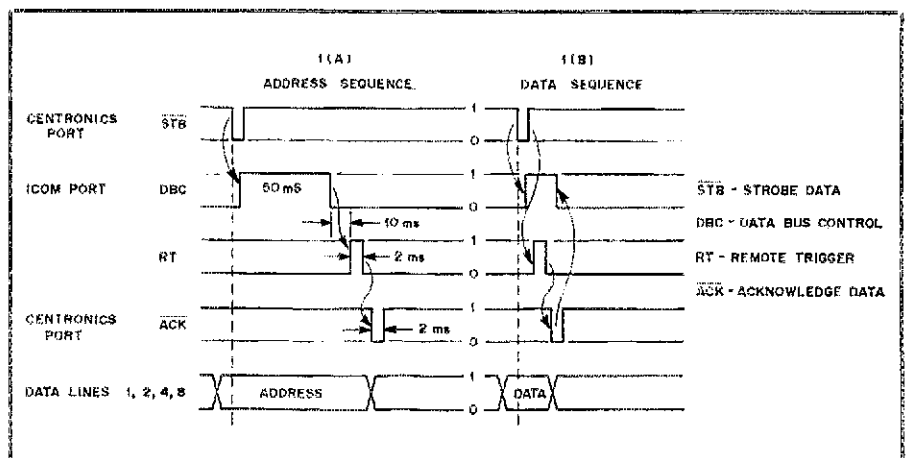 1(A)
ADDRESS SEQUENCE.
1(B)
DATA SEQUENCE
CENTRONICS
PORT
STB
1
0
ICOM PORT
DBC
50 mS
1
0
10 ms
RT
2 ms
1
0
CENTRONICS
PORT
ACK
2 ms
1
0
DATA LINES 1, 2, 4, 8
ADDRESS
1
0
DATA
STB - STROBE DATA
DBC - DATA BUS CONTROL
RT - REMOTE TRIGGER
ACK - ACKNOWLEDGE DATA